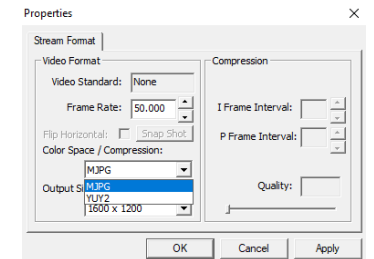 Properties
Stream Format
Video Format
Video Standard: None
Frame Rate: 50.000
Flip Horizontal: Snap Shot
Color Space / Compression:
MJPG
MJPG
YUY2
Output Si
1600 x 1200
Compression
I Frame Interval:
P Frame Interval:
Quality:
OK Cancel Apply